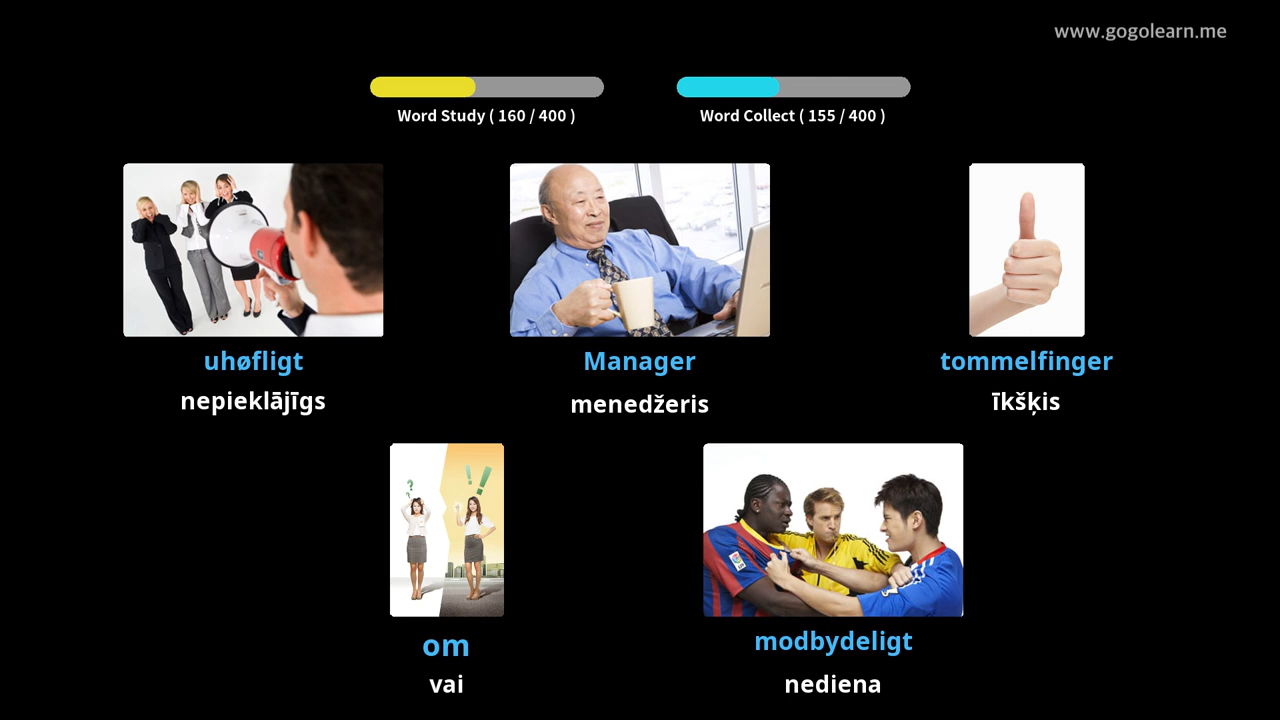 www.gogolearn.me
Word Study ( 160 / 400 )
Word Collect ( 155 / 400 )
uhøfligt
nepieklājīgs
Manager
menedžeris
tommelfinger
īkšķis
om
vai
modbydeligt
nediena